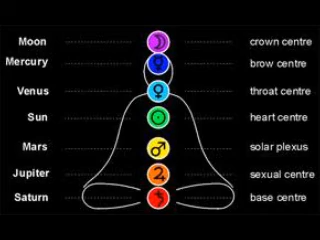 Moon crown centre
Mercury brow centre
Venus throat centre
Sun heart centre
Mars solar plexus
Jupiter sexual centre
Saturn base centre